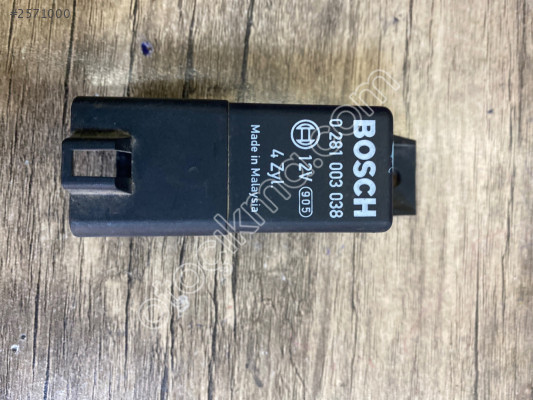 #2571000
BOSCH
0 281 003 038
12V 905
4 Zyl.
Made in Malaysia